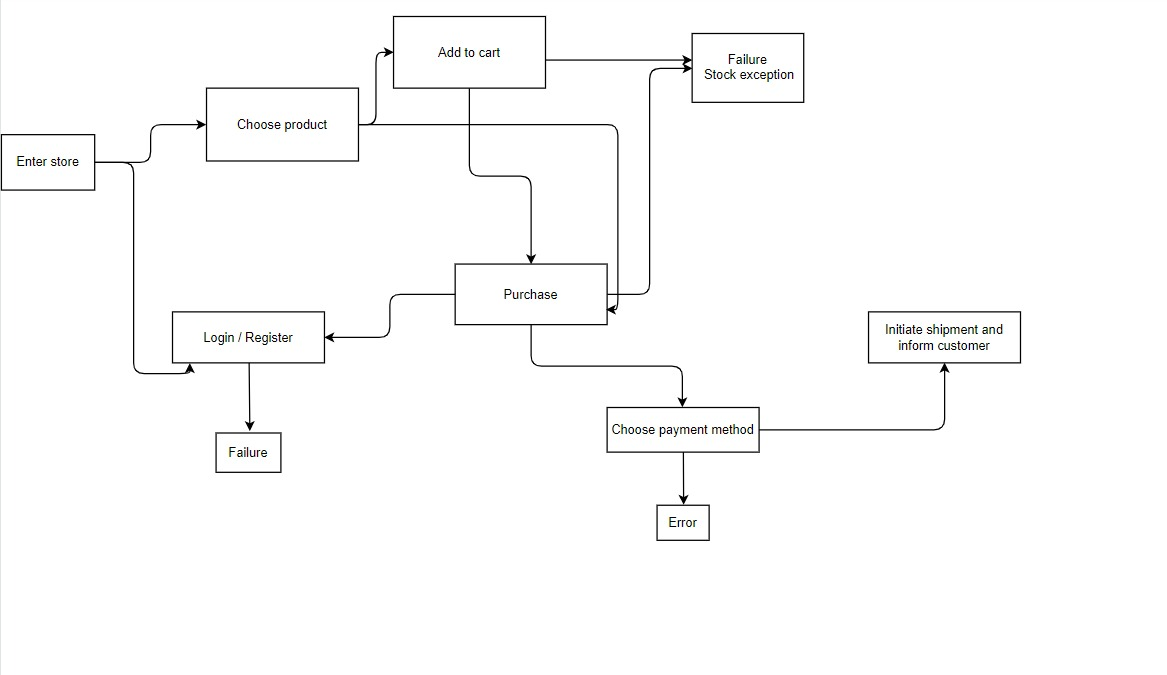 Add to cart
Failure
Stock exception
Choose product
Enter store
Purchase
Login / Register
Initiate shipment and
inform customer
Choose payment method
Failure
Error